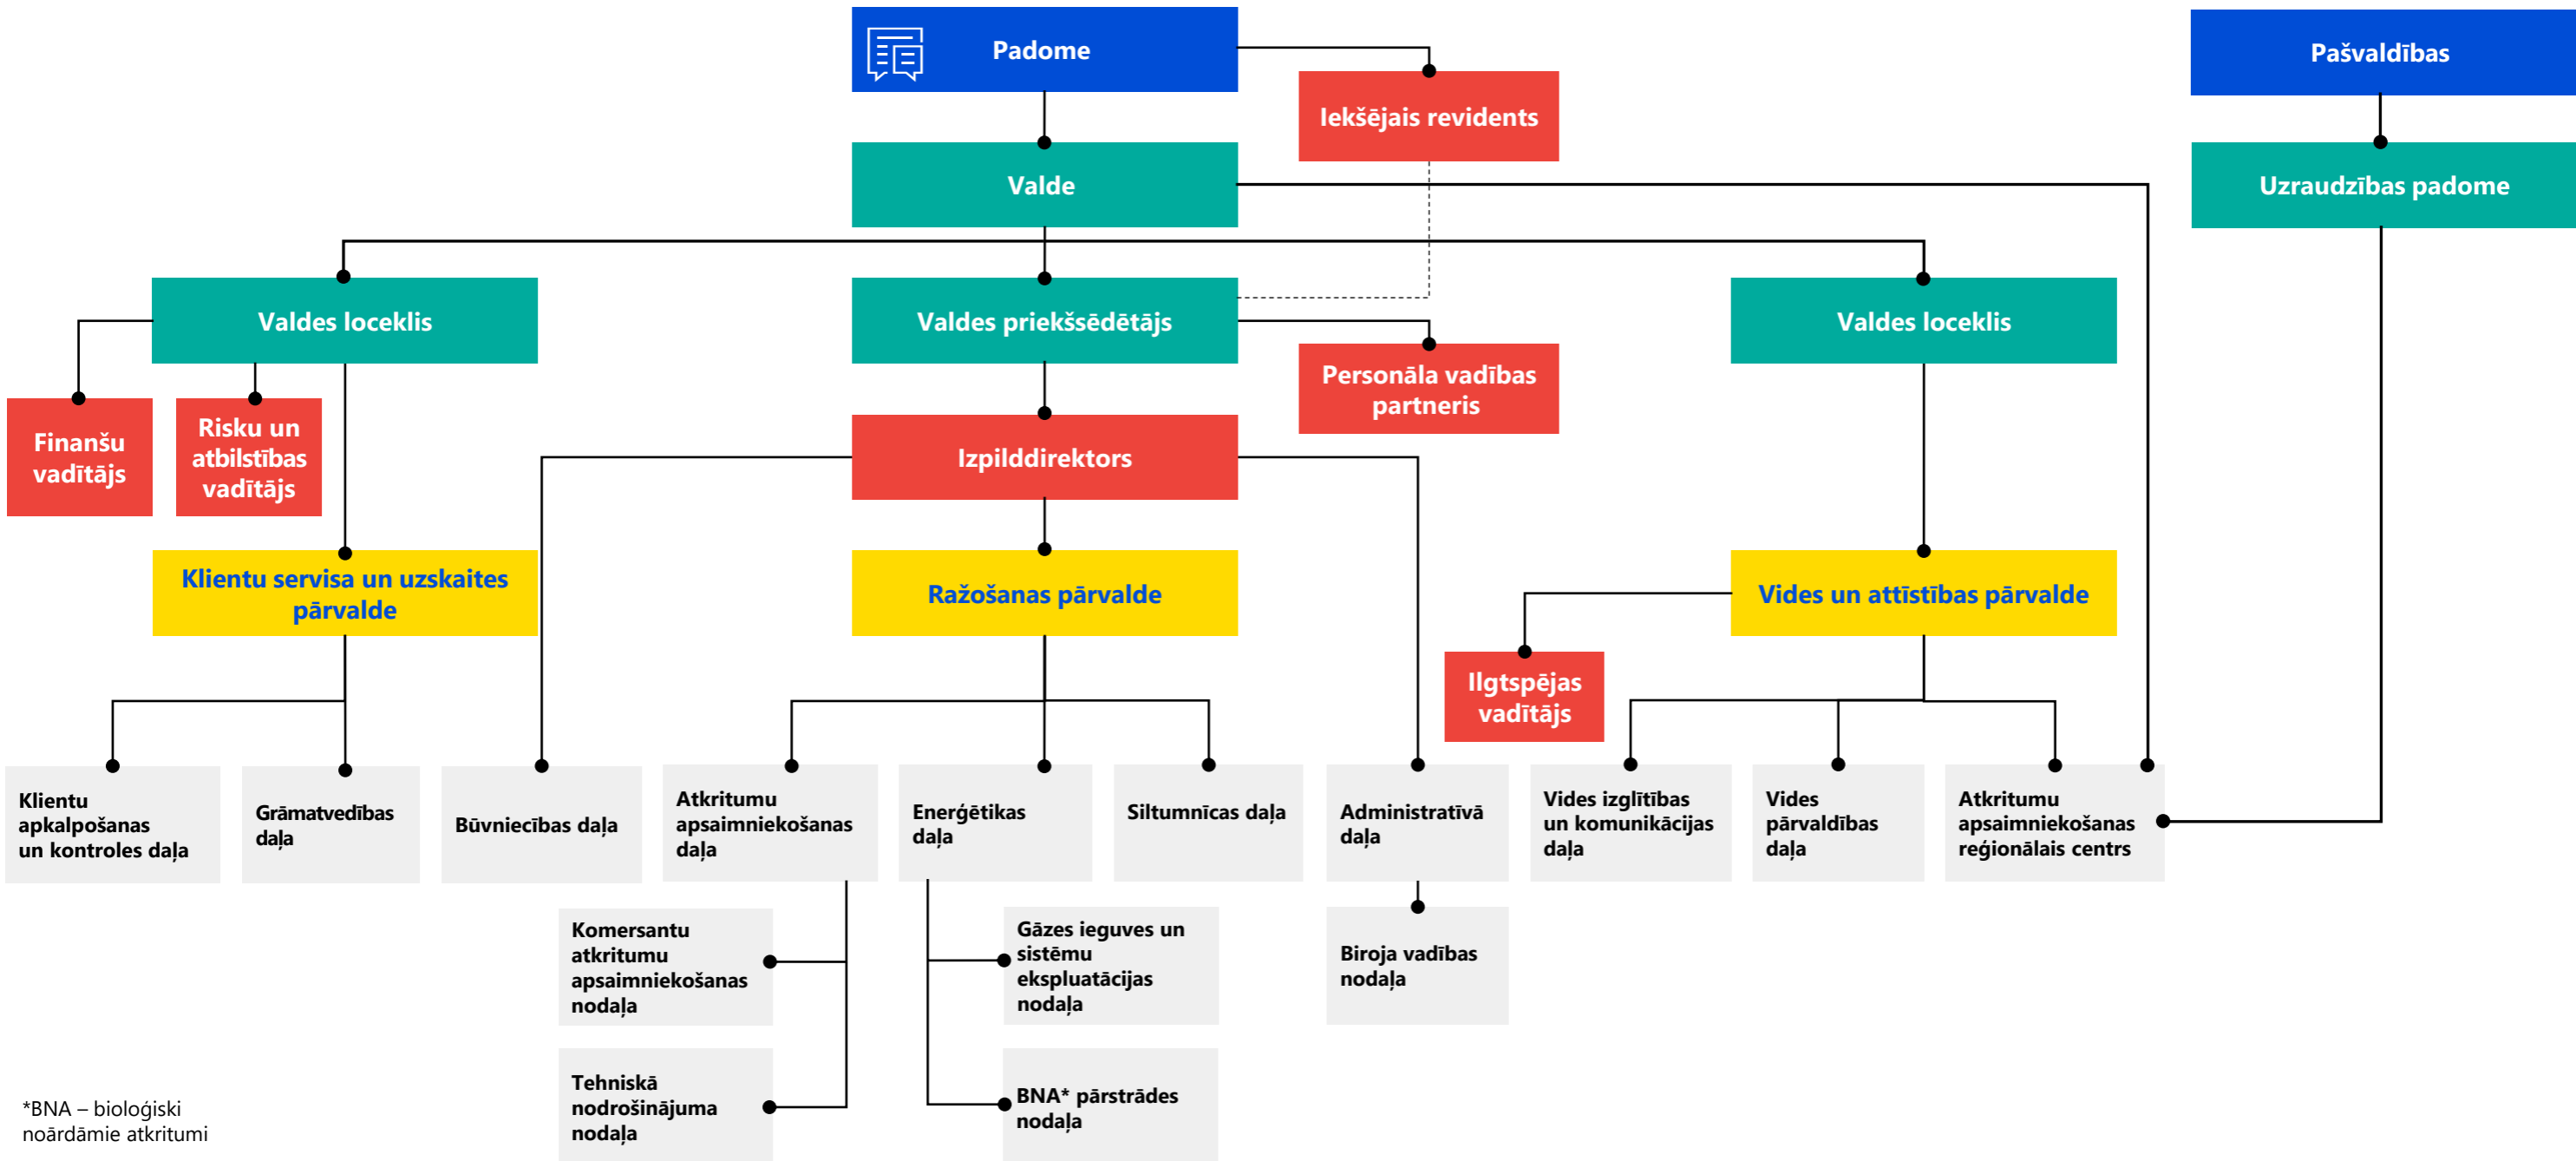 Padome
Pašvaldības
Iekšējais revidents
Valde
Uzraudzības padome
Valdes loceklis
Valdes priekšsēdētājs
Valdes loceklis
Personāla vadības
partneris
Finanšu
vadītājs
Risku un
atbilstības
vadītājs
Izpilddirektors
Klientu servisa un uzskaites
pārvalde
Ražošanas pārvalde
Vides un attīstības pārvalde
Ilgtspējas
vadītājs
Klientu
apkalpošanas
un kontroles daļa
Grāmatvedības
daļa
Būvniecības daļa
Atkritumu
apsaimniekošanas
daļa
Enerģētikas
daļa
Siltumnīcas daļa
Administratīvā
daļa
Vides izglītības
un komunikācijas
daļa
Vides
pārvaldības
daļa
Atkritumu
apsaimniekošanas
reģionālais centrs
Komersantu
atkritumu
apsaimniekošanas
nodaļa
Gāzes ieguves un
sistēmu
ekspluatācijas
nodaļa
Biroja vadības
nodaļa
Tehniskā
nodrošinājuma
nodaļa
BNA* pārstrādes
nodaļa
*BNA – bioloģiski
noārdāmie atkritumi